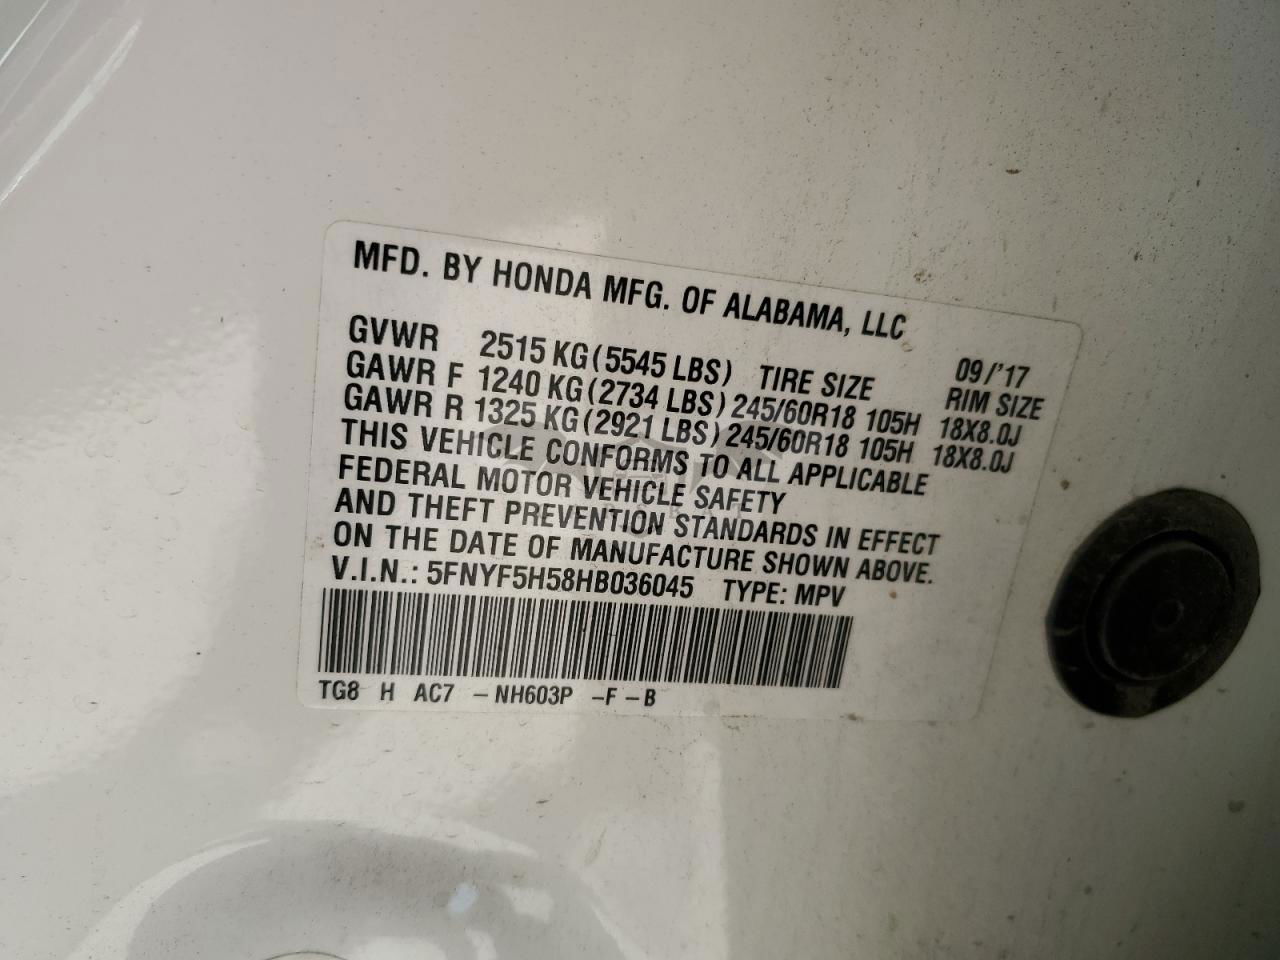 MFD. BY HONDA MFG. OF ALABAMA, LLC
09/'17
GVWR 2515 KG (5545 LBS) TIRE SIZE RIM SIZE
GAWR F 1240 KG (2734 LBS) 245/60R18 105H 18X8.0J
GAWR R 1325 KG (2921 LBS) 245/60R18 105H 18X8.0J
THIS VEHICLE CONFORMS TO ALL APPLICABLE
FEDERAL MOTOR VEHICLE SAFETY
AND THEFT PREVENTION STANDARDS IN EFFECT
ON THE DATE OF MANUFACTURE SHOWN ABOVE.
V.I.N.: 5FNYF5H58HB036045 TYPE: MPV
TG8 H AC7 -NH603P -F-B